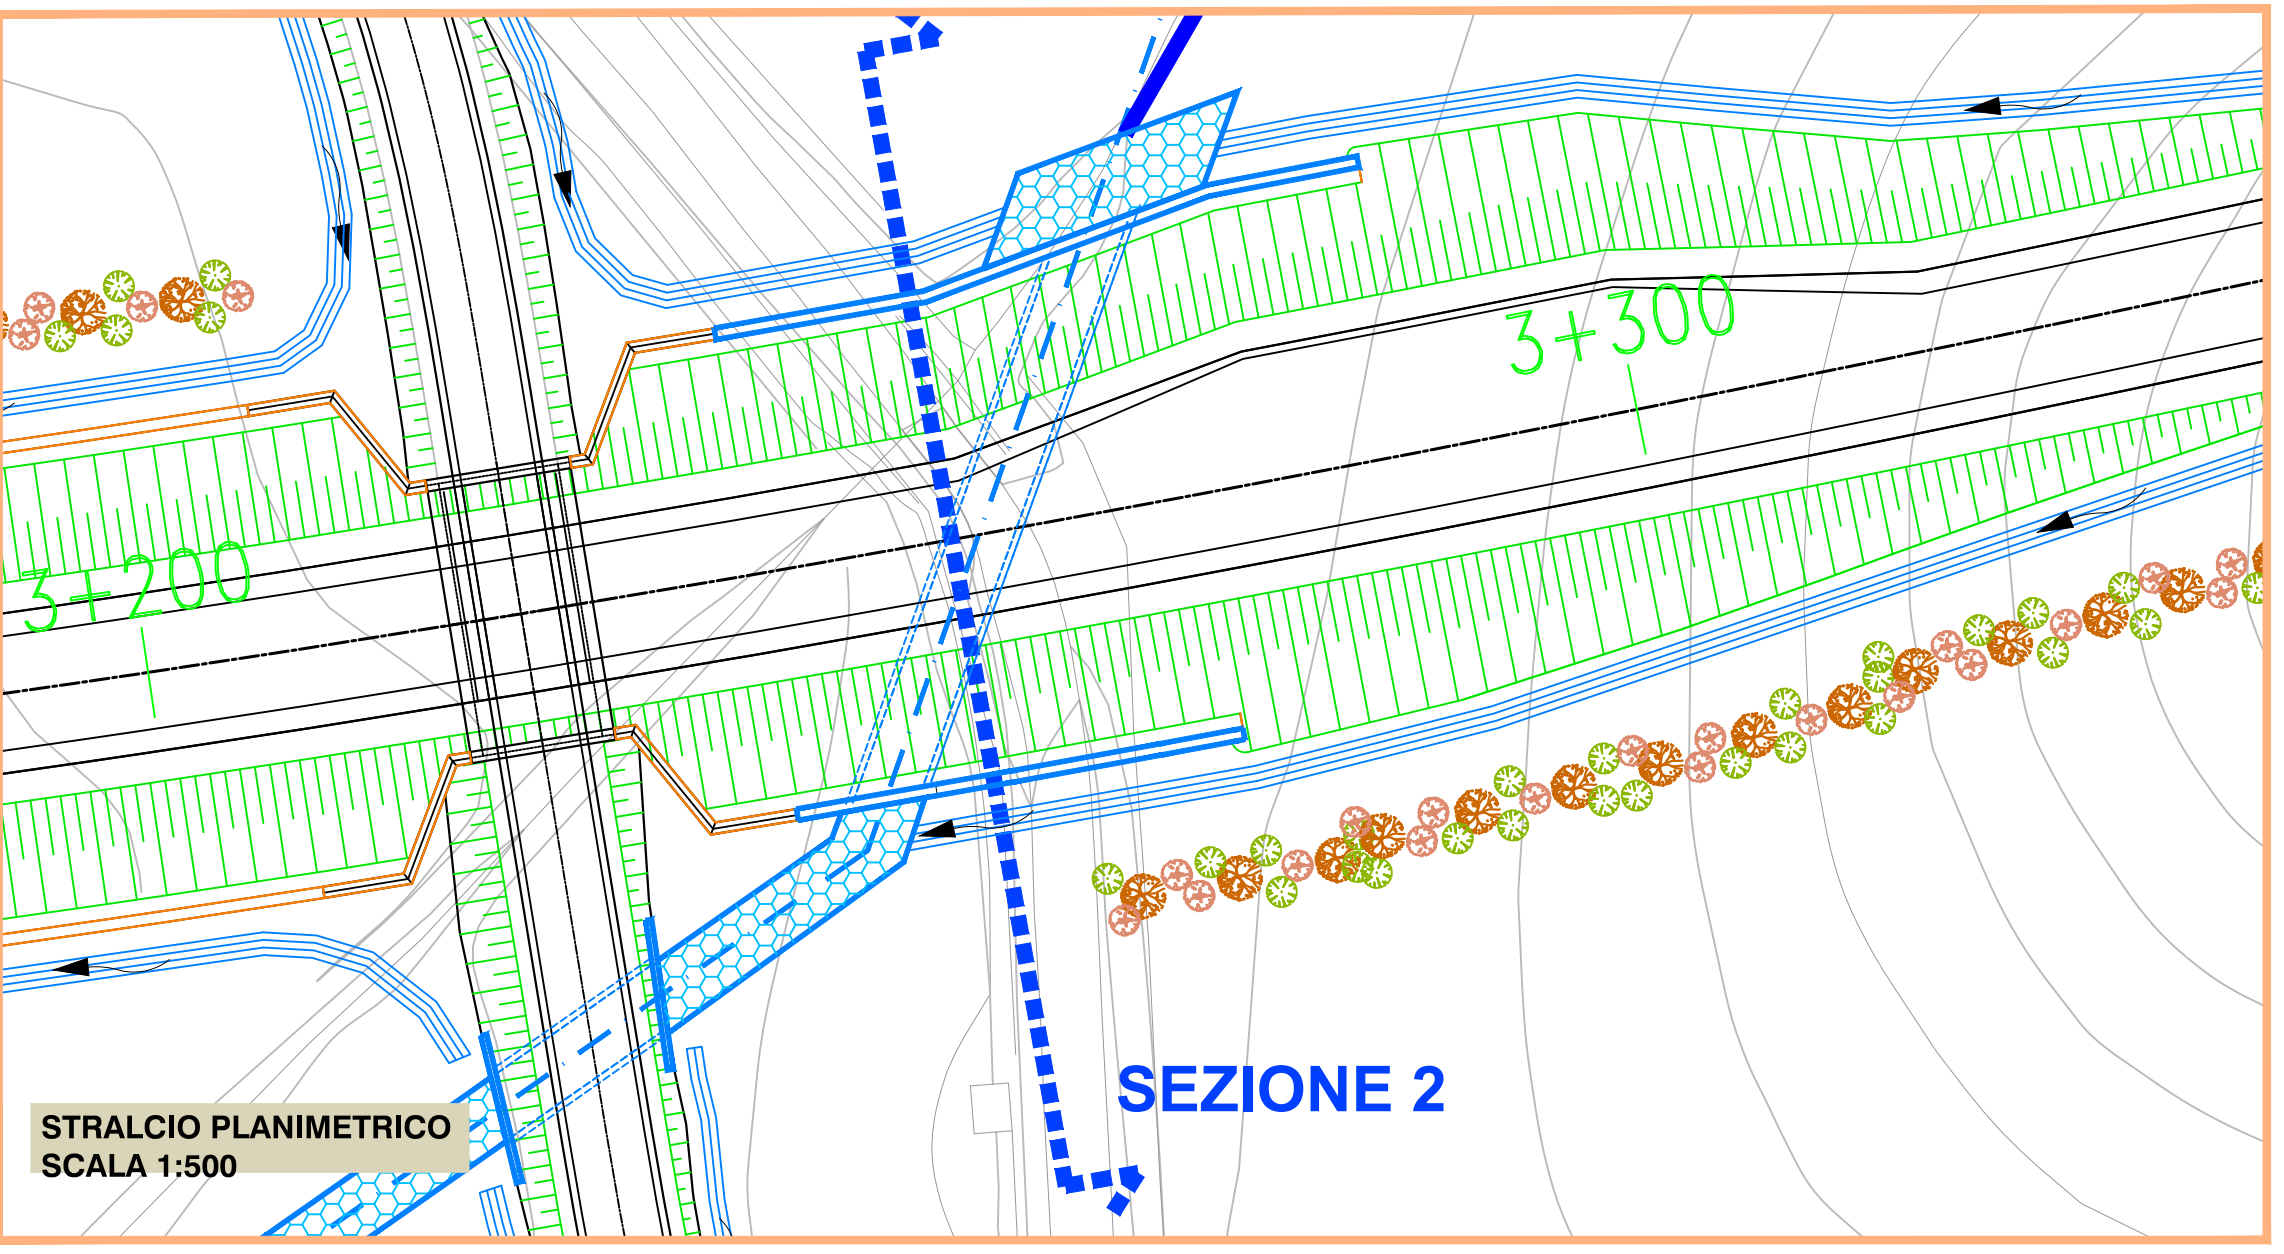 3+300
3+200
SEZIONE 2
STRALCIO PLANIMETRICO
SCALA 1:500